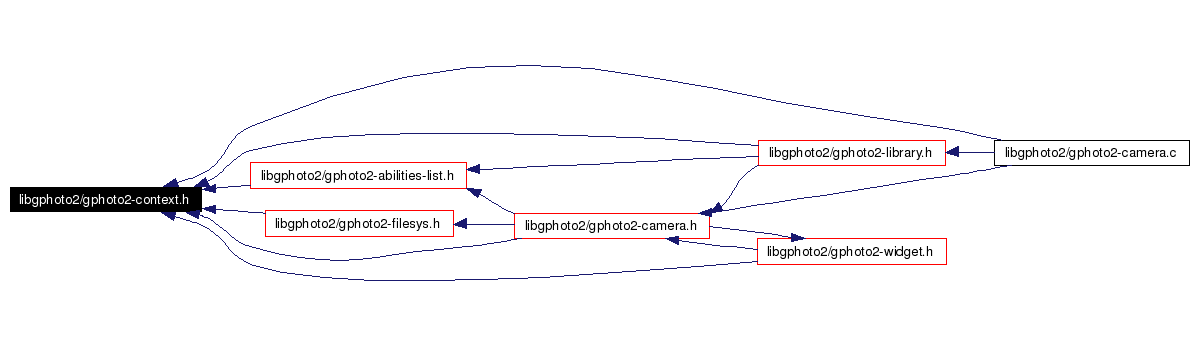 libgphoto2/gphoto2-context.h
libgphoto2/gphoto2-abilities-list.h
libgphoto2/gphoto2-filesys.h
libgphoto2/gphoto2-camera.h
libgphoto2/gphoto2-library.h
libgphoto2/gphoto2-widget.h
libgphoto2/gphoto2-camera.c